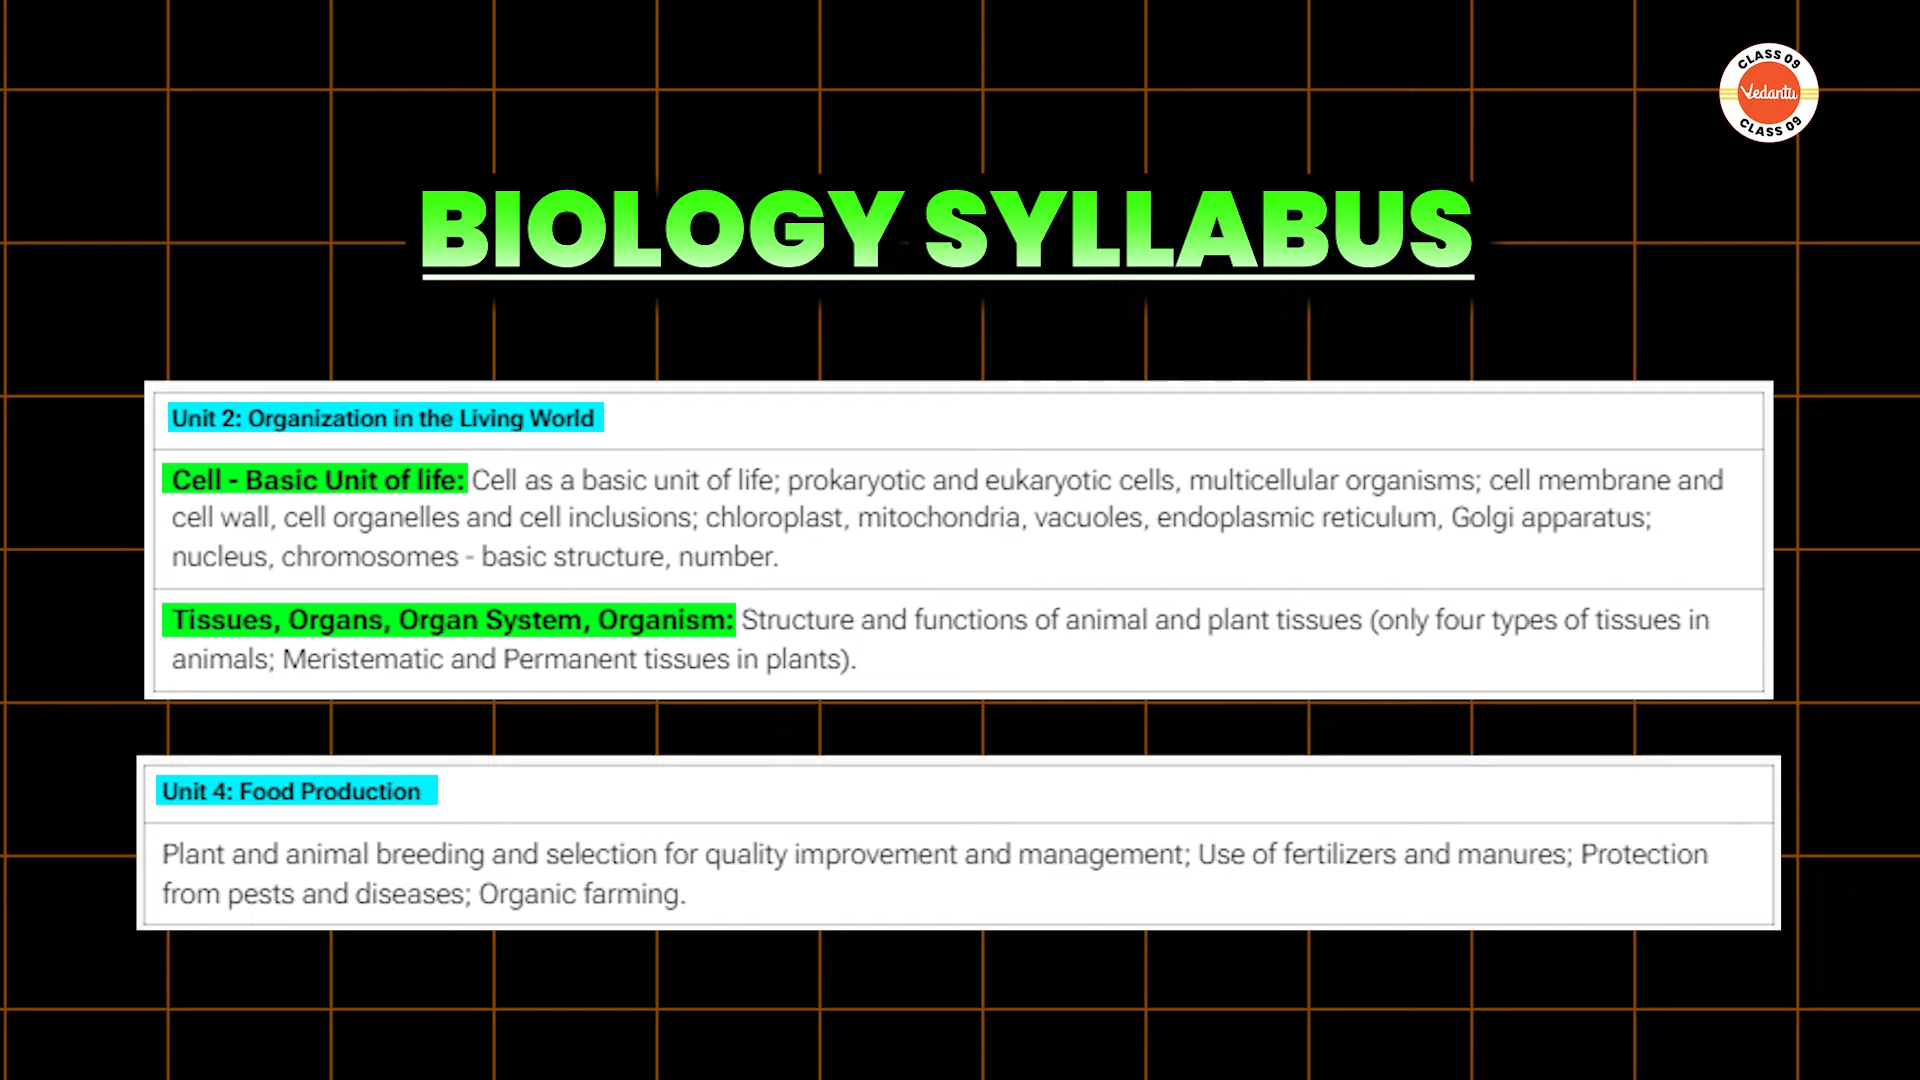 CLASS 09
Vedantu
CLASS 09
BIOLOGY SYLLABUS
Unit 2: Organization in the Living World
Cell - Basic Unit of life: Cell as a basic unit of life; prokaryotic and eukaryotic cells, multicellular organisms; cell membrane and
cell wall, cell organelles and cell inclusions; chloroplast, mitochondria, vacuoles, endoplasmic reticulum, Golgi apparatus;
nucleus, chromosomes - basic structure, number.
Tissues, Organs, Organ System, Organism: Structure and functions of animal and plant tissues (only four types of tissues in
animals; Meristematic and Permanent tissues in plants).
Unit 4: Food Production
Plant and animal breeding and selection for quality improvement and management; Use of fertilizers and manures; Protection
from pests and diseases; Organic farming.